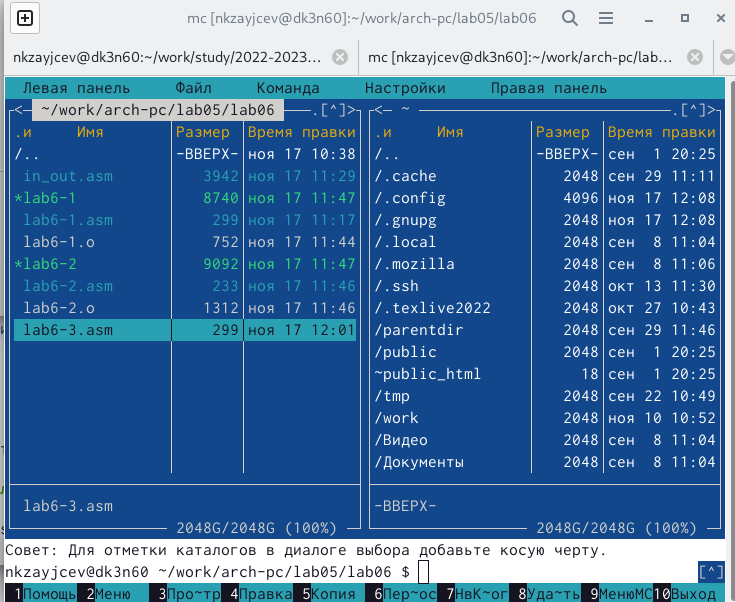 mc [nkzayjcev@dk3n60]:~/work/arch-pc/lab05/lab06
nkzayjcev@dk3n60:~/work/study/2022-2023... mc [nkzayjcev@dk3n60]:~/work/arch-pc/lab...
Левая панель Файл Команда Настройки Правая панель
<— ~/work/arch-pc/lab05/lab06 .[^]> <— ~ .[^]>
.и Имя Размер Время правки .и Имя Размер Время правки
/.. -ВВЕРХ- ноя 17 10:38 /.. -ВВЕРХ- сен 1 20:25
in_out.asm 3942 ноя 17 11:29 /.cache 2048 сен 29 11:11
*lab6-1 8740 ноя 17 11:47 /.config 4096 ноя 17 12:08
lab6-1.asm 299 ноя 17 11:17 /.gnupg 2048 ноя 17 12:08
lab6-1.o 752 ноя 17 11:44 /.local 2048 сен 8 11:04
*lab6-2 9092 ноя 17 11:47 /.mozilla 2048 сен 8 11:06
lab6-2.asm 233 ноя 17 11:46 /.ssh 2048 окт 13 11:30
lab6-2.o 1312 ноя 17 11:46 /.texlive2022 2048 окт 27 10:43
lab6-3.asm 299 ноя 17 12:01 /parentdir 2048 сен 29 11:46
/public 2048 сен 1 20:25
~public_html 18 сен 1 20:25
/tmp 2048 сен 22 10:49
/work 2048 ноя 10 10:52
/Видео 2048 сен 8 11:04
/Документы 2048 сен 8 11:04
lab6-3.asm -ВВЕРХ-
2048G/2048G (100%) 2048G/2048G (100%)
Совет: Для отметки каталогов в диалоге выбора добавьте косую черту.
nkzayjcev@dk3n60 ~/work/arch-pc/lab05/lab06 $ [^]
1Помощь 2Меню 3Про~тр 4Правка 5Копия 6Пер~ос 7НвК~ог 8Уда~ть 9МенюМС 10Выход